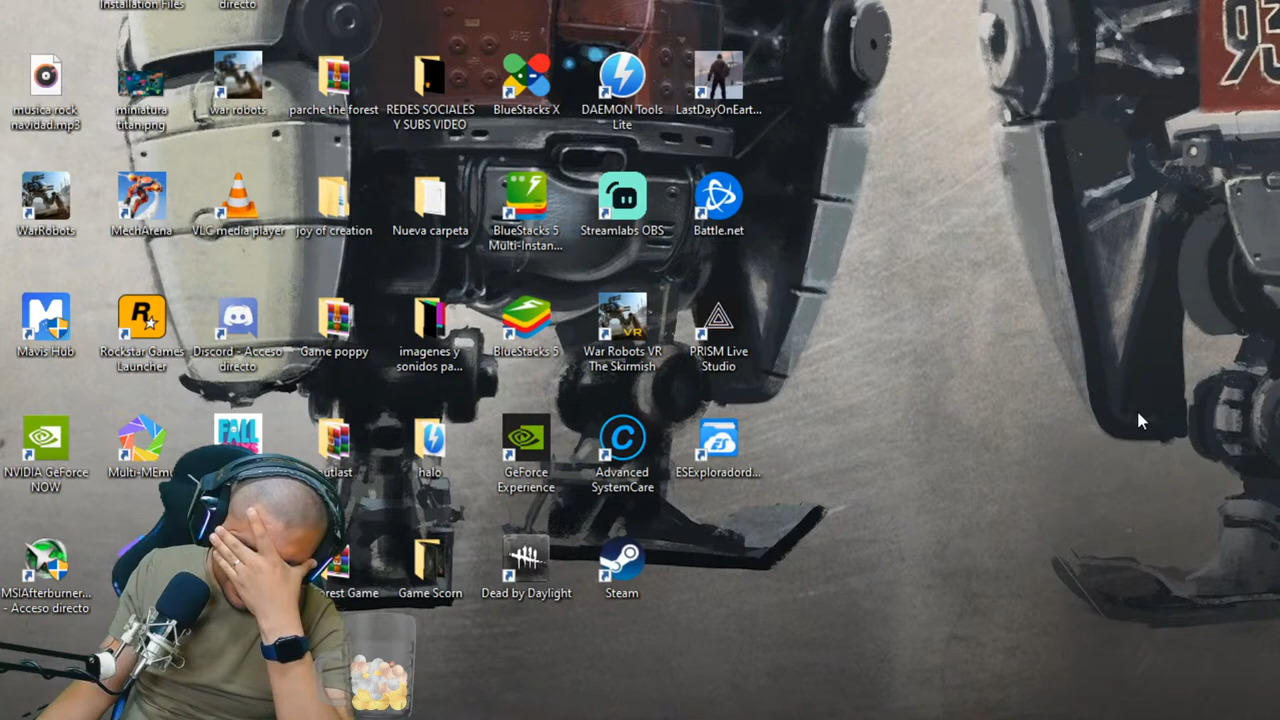 Installation Files
directo
musica rock
navidad.mp3
miniatura
titan.png
war robots
parche the forest
REDES SOCIALES
Y SUBS VIDEO
BlueStacks X
DAEMON Tools
Lite
LastDayOnEart...
WarRobots
MechArena
VLC media player
joy of creation
Nueva carpeta
BlueStacks 5
Multi-Instan...
Streamlabs OBS
Battle.net
Mavis Hub
Rockstar Games
Launcher
Discord - Acceso
directo
Game poppy
imagenes y
sonidos pa...
BlueStacks 5
VR
War Robots VR
The Skirmish
PRISM Live
Studio
NVIDIA GeForce
NOW
FALL
halo
GeForce
Experience
Advanced
SystemCare
ESExploradord...
MSIAfterburner...
- Acceso directo
Game
Game Scorn
Dead by Daylight
Steam